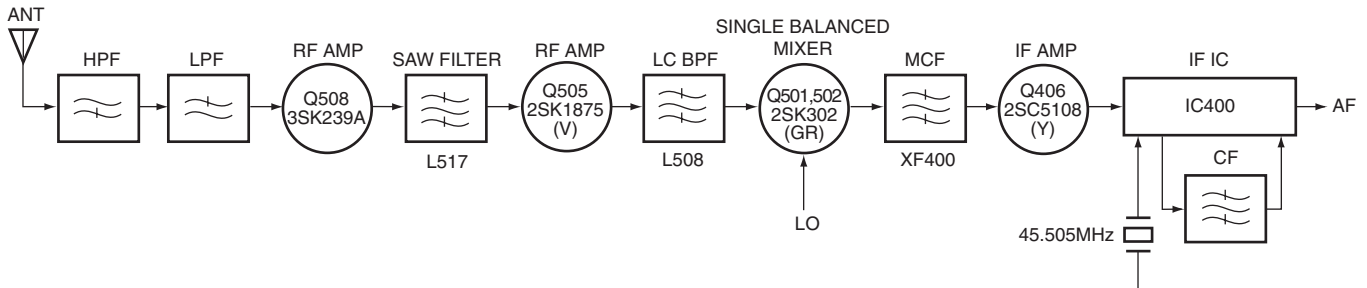 ANT
HPF
LPF
RF AMP
Q508
3SK239A
SAW FILTER
L517
RF AMP
Q505
2SK1875
(V)
LC BPF
L508
SINGLE BALANCED
MIXER
Q501,502
2SK302
(GR)
LO
MCF
XF400
IF AMP
Q406
2SC5108
(Y)
IF IC
IC400
AF
CF
45.505MHz